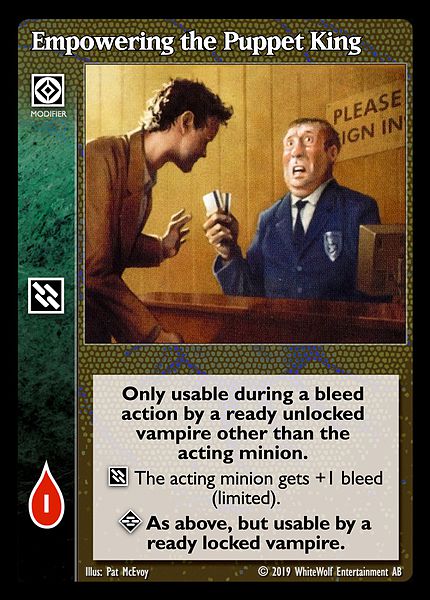 Empowering the Puppet King
MODIFIER
PLEASE
SIGN IN
Only usable during a bleed
action by a ready unlocked
vampire other than the
acting minion.
The acting minion gets +1 bleed
(limited).
As above, but usable by a
ready locked vampire.
1
Illus: Pat McEvoy © 2019 WhiteWolf Entertainment AB